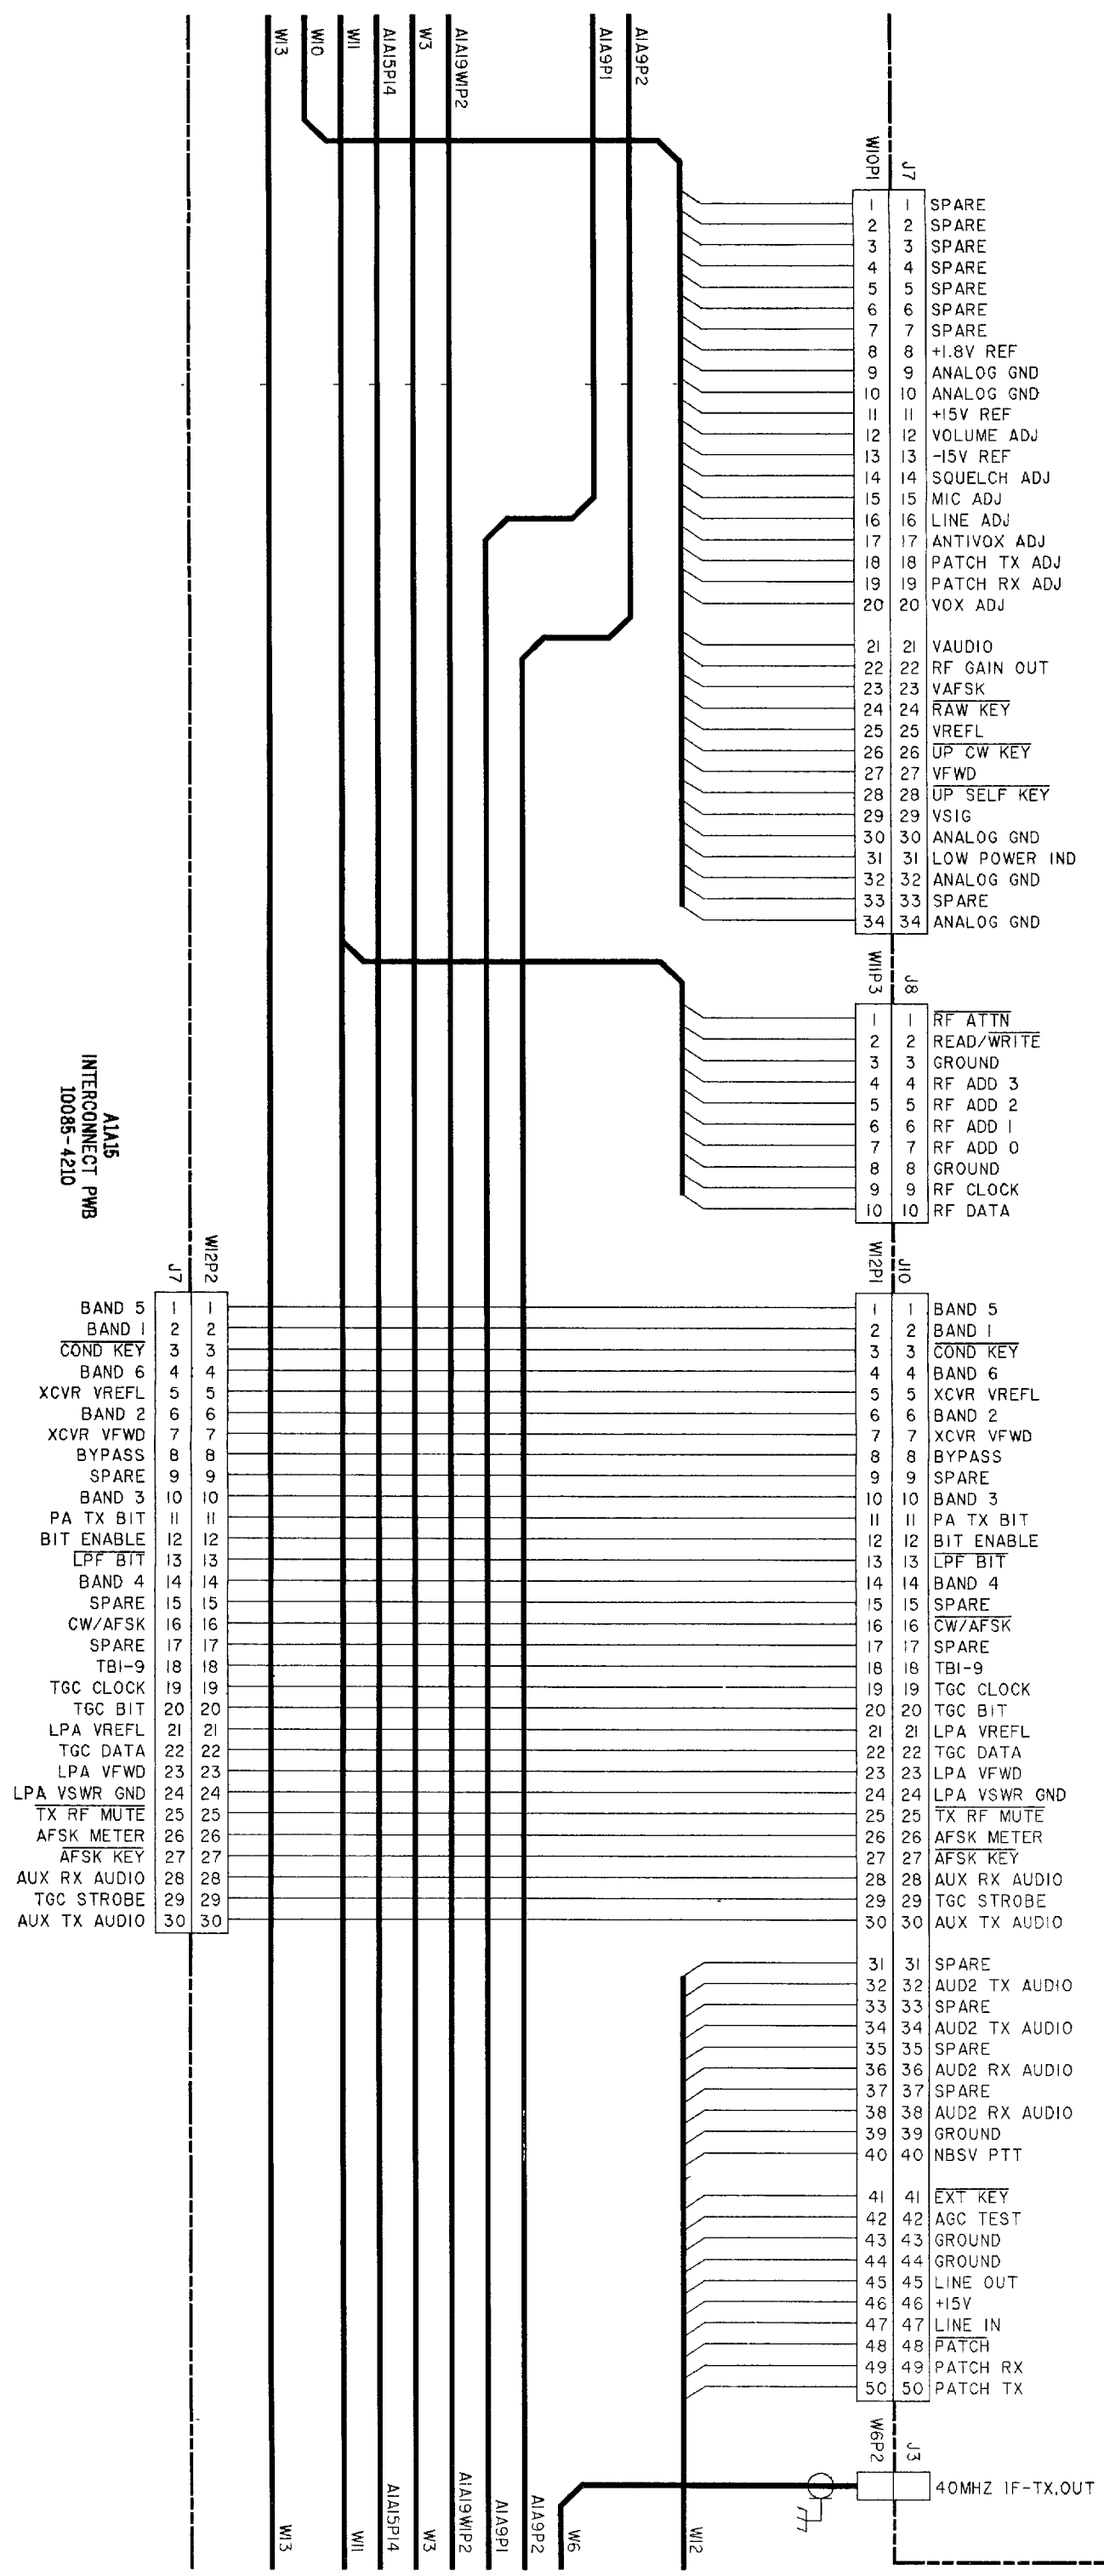 W13
W10
W11
A1A15P14
W3
A1A19W1P2
A1A9P1
A1A9P2
W10P1 J7
1 1 SPARE
2 2 SPARE
3 3 SPARE
4 4 SPARE
5 5 SPARE
6 6 SPARE
7 7 SPARE
8 8 +1.8V REF
9 9 ANALOG GND
10 10 ANALOG GND
11 11 +15V REF
12 12 VOLUME ADJ
13 13 -15V REF
14 14 SQUELCH ADJ
15 15 MIC ADJ
16 16 LINE ADJ
17 17 ANTIVOX ADJ
18 18 PATCH TX ADJ
19 19 PATCH RX ADJ
20 20 VOX ADJ
21 21 VAUDIO
22 22 RF GAIN OUT
23 23 VAFSK
24 24 RAW KEY
25 25 VREFL
26 26 UP CW KEY
27 27 VFWD
28 28 UP SELF KEY
29 29 VSIG
30 30 ANALOG GND
31 31 LOW POWER IND
32 32 ANALOG GND
33 33 SPARE
34 34 ANALOG GND
W11P3 J8
1 1 RF ATTN
2 2 READ/WRITE
3 3 GROUND
4 4 RF ADD 3
5 5 RF ADD 2
6 6 RF ADD 1
7 7 RF ADD 0
8 8 GROUND
9 9 RF CLOCK
10 10 RF DATA
A1A15
INTERCONNECT PWB
10085-4210
J7 W12P2 W12P1 J10
BAND 5 1 1 1 1 BAND 5
BAND 1 2 2 2 2 BAND 1
COND KEY 3 3 3 3 COND KEY
BAND 6 4 4 4 4 BAND 6
XCVR VREFL 5 5 5 5 XCVR VREFL
BAND 2 6 6 6 6 BAND 2
XCVR VFWD 7 7 7 7 XCVR VFWD
BYPASS 8 8 8 8 BYPASS
SPARE 9 9 9 9 SPARE
BAND 3 10 10 10 10 BAND 3
PA TX BIT 11 11 11 11 PA TX BIT
BIT ENABLE 12 12 12 12 BIT ENABLE
LPF BIT 13 13 13 13 LPF BIT
BAND 4 14 14 14 14 BAND 4
SPARE 15 15 15 15 SPARE
CW/AFSK 16 16 16 16 CW/AFSK
SPARE 17 17 17 17 SPARE
TB1-9 18 18 18 18 TB1-9
TGC CLOCK 19 19 19 19 TGC CLOCK
TGC BIT 20 20 20 20 TGC BIT
LPA VREFL 21 21 21 21 LPA VREFL
TGC DATA 22 22 22 22 TGC DATA
LPA VFWD 23 23 23 23 LPA VFWD
LPA VSWR GND 24 24 24 24 LPA VSWR GND
TX RF MUTE 25 25 25 25 TX RF MUTE
AFSK METER 26 26 26 26 AFSK METER
AFSK KEY 27 27 27 27 AFSK KEY
AUX RX AUDIO 28 28 28 28 AUX RX AUDIO
TGC STROBE 29 29 29 29 TGC STROBE
AUX TX AUDIO 30 30 30 30 AUX TX AUDIO
31 31 SPARE
32 32 AUD2 TX AUDIO
33 33 SPARE
34 34 AUD2 TX AUDIO
35 35 SPARE
36 36 AUD2 RX AUDIO
37 37 SPARE
38 38 AUD2 RX AUDIO
39 39 GROUND
40 40 NBSV PTT
41 41 EXT KEY
42 42 AGC TEST
43 43 GROUND
44 44 GROUND
45 45 LINE OUT
46 46 +15V
47 47 LINE IN
48 48 PATCH
49 49 PATCH RX
50 50 PATCH TX
W6P2 J3
40MHZ IF-TX,OUT
W13
W11
A1A15P14
W3
A1A19W1P2
A1A9P1
A1A9P2
W6
W12